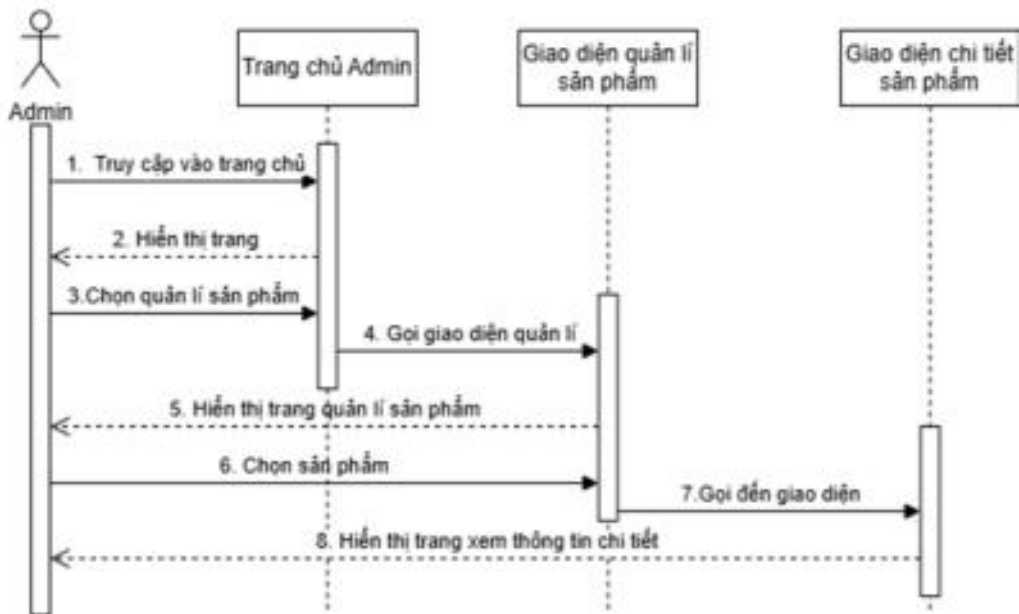 Admin
Trang chủ Admin
Giao diện quản lí
sản phẩm
Giao diện chi tiết
sản phẩm
1. Truy cập vào trang chủ
2. Hiển thị trang
3.Chọn quản lí sản phẩm
4. Gọi giao diện quản lí
5. Hiển thị trang quản lí sản phẩm
6. Chọn sản phẩm
7.Gọi đến giao diện
8. Hiển thị trang xem thông tin chi tiết